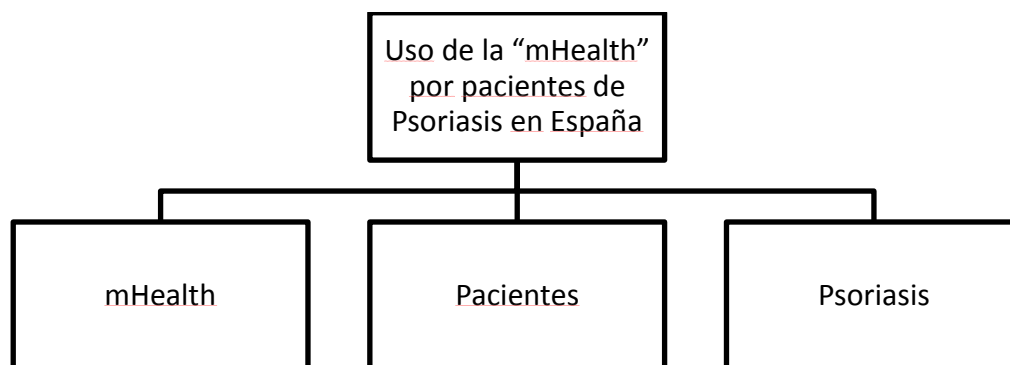 Uso de la “mHealth”
por pacientes de
Psoriasis en España
mHealth
Pacientes
Psoriasis